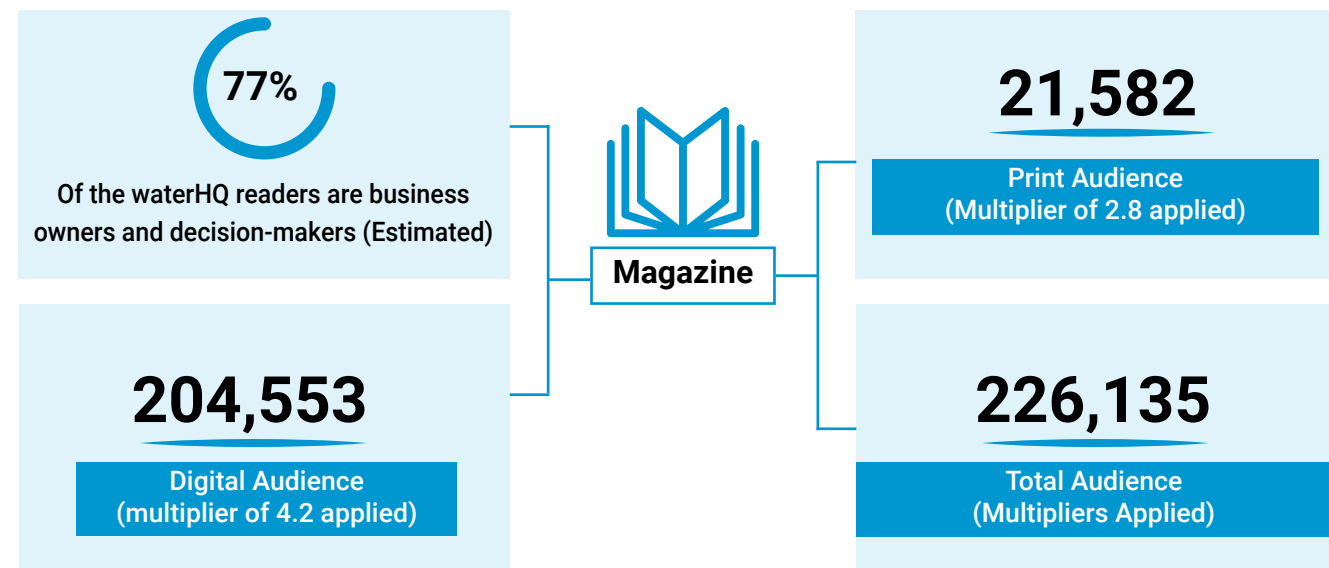 77%
Of the waterHQ readers are business
owners and decision-makers (Estimated)
204,553
Digital Audience
(multiplier of 4.2 applied)
Magazine
21,582
Print Audience
(Multiplier of 2.8 applied)
226,135
Total Audience
(Multipliers Applied)